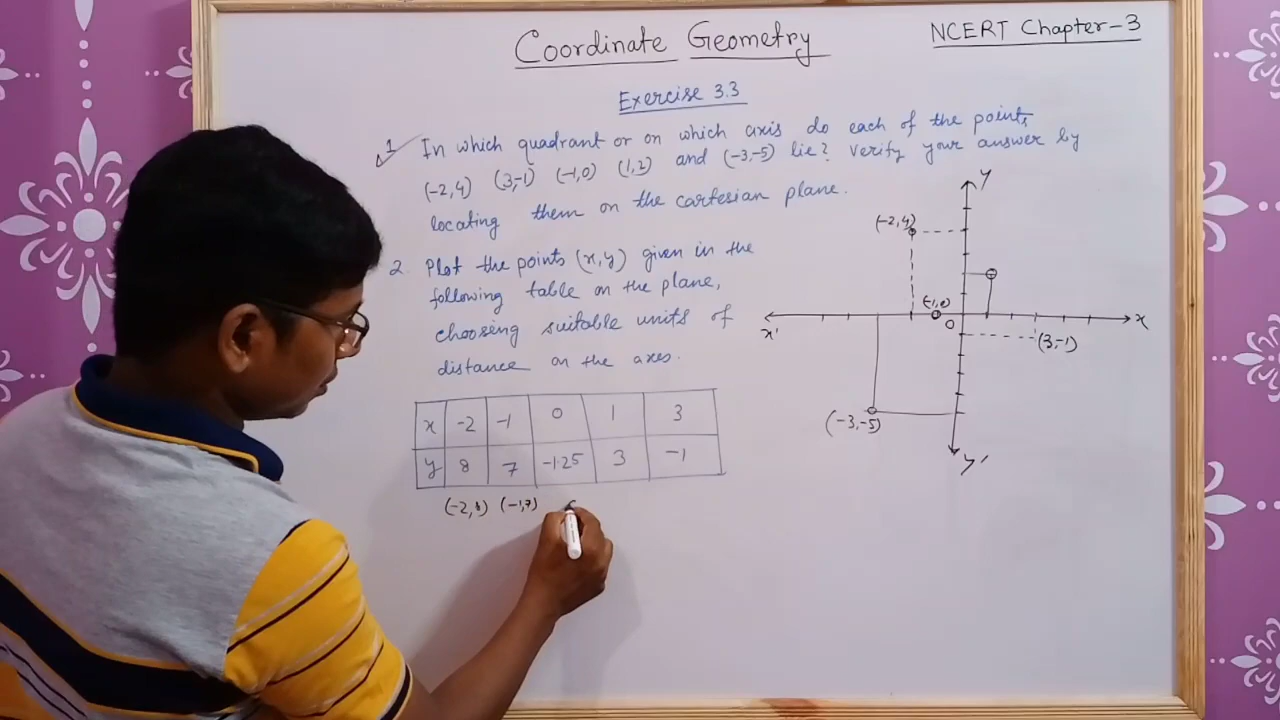 Coordinate Geometry
NCERT Chapter-3
Exercise 3.3
1 In which quadrant or on which axis do each of the points
(-2,4) (3,-1) (-1,0) (1,2) and (-3,-5) lie? Verify your answer by
locating them on the cartesian plane.
2. Plot the points (x,y) given in the
following table on the plane,
choosing suitable units of
distance on the axes.
x -2 -1 0 1 3
y 8 7 -1.25 3 -1
(-2,8) (-1,7)
Y
(-2,4)
(-1,0)
X' O X
(3,-1)
(-3,-5)
Y'